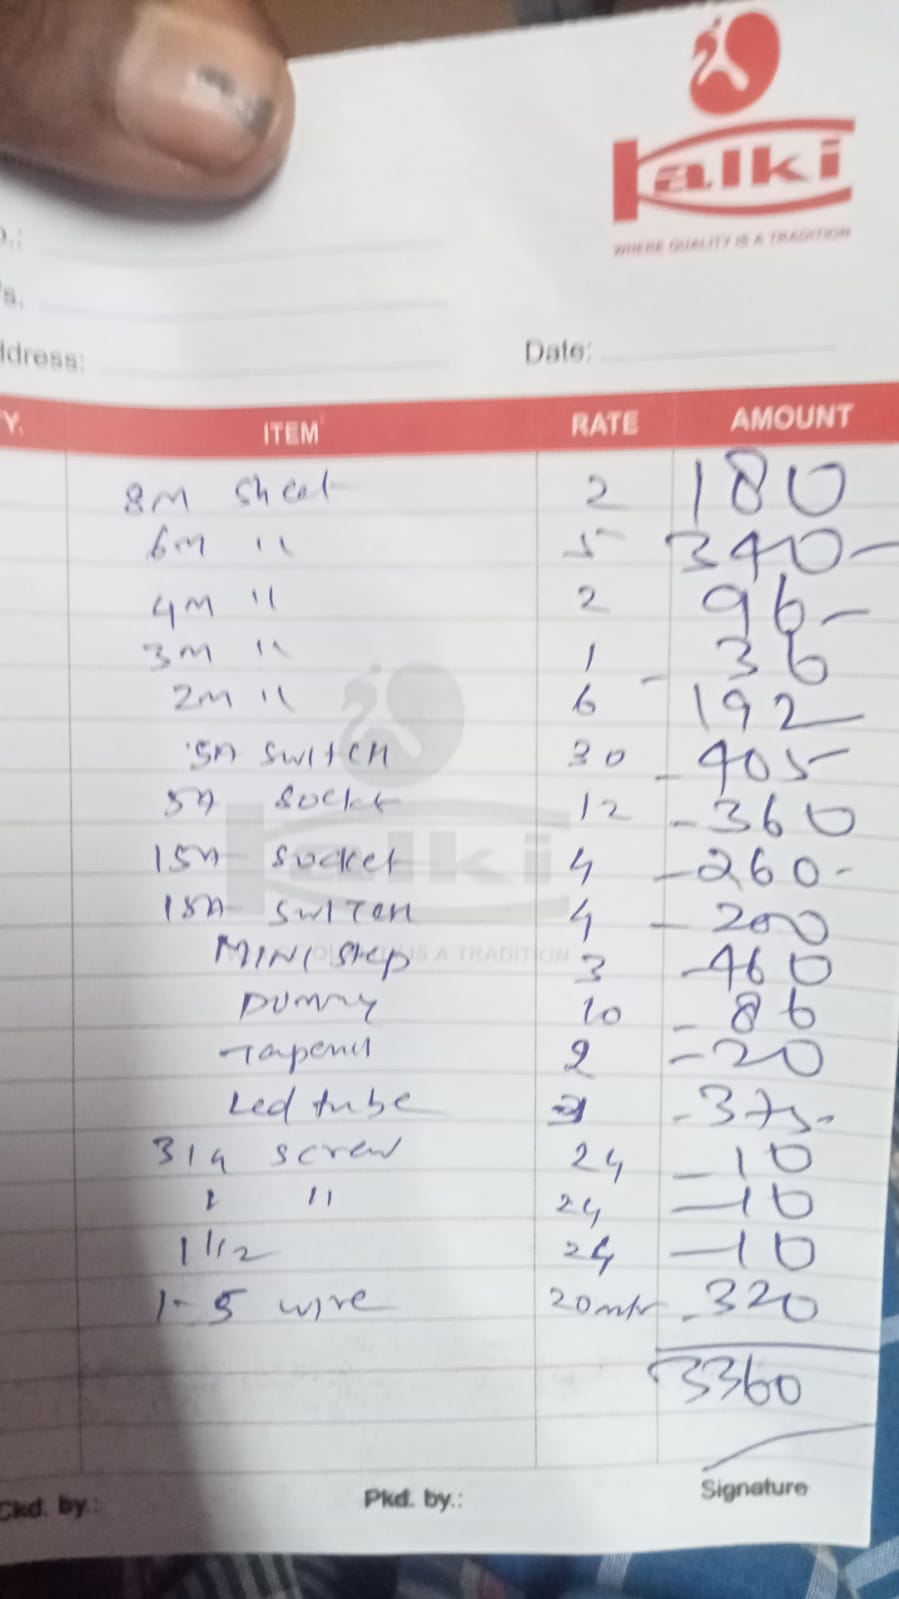 Kalki
WHERE QUALITY IS A TRADITION
o.:
s.
ddress: Date:
Y. ITEM RATE AMOUNT
8M Sheet 2 180
6M " 5 340-
4M " 2 96-
3M " 1 - 36
2M " 6 192
5A SWITCH 30 - 405
5A Sockt 12 - 360
15A Socket 4 - 260-
15A SWITCH 4 - 200
MINI Step 3 - 460
Dummy 10 - 86
2 = 20
Led tube - 375-
3/4 screw 24 - 10
1 " 24 - 10
1 1/2 24 - 10
1-5 wire 20mtr - 320
3360
Ckd. by.: Pkd. by.: Signature